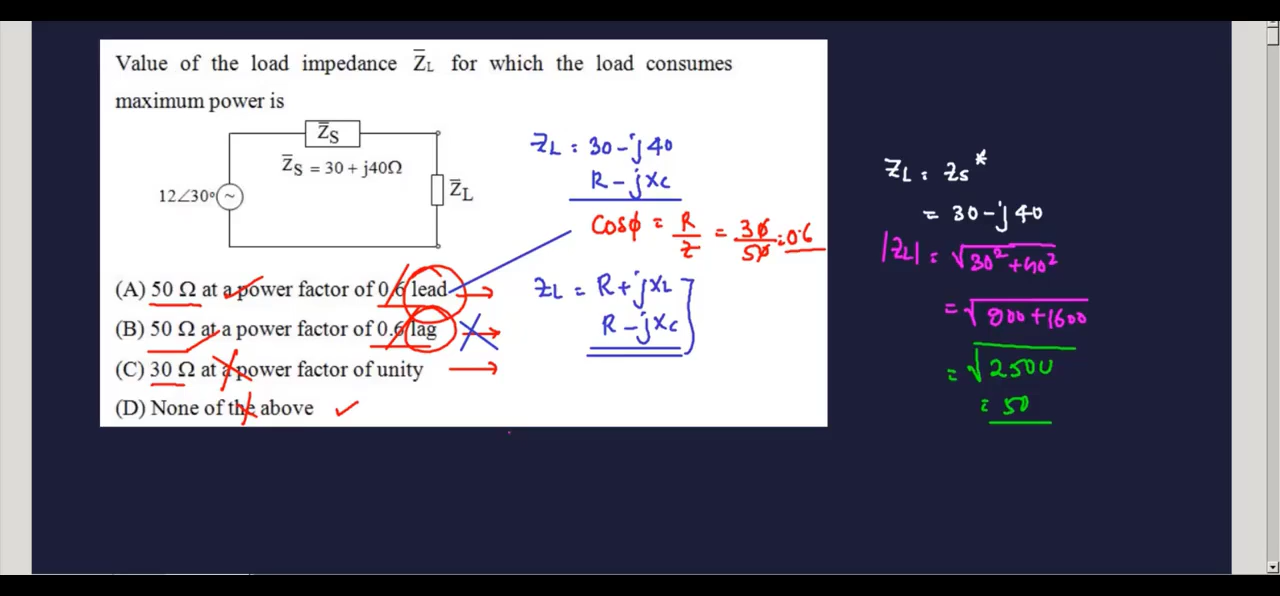 Value of the load impedance Z̄L for which the load consumes
maximum power is
Z̄S
Z̄S = 30 + j40Ω
12∠30°
~
Z̄L
(A) 50 Ω at a power factor of 0.6 lead
(B) 50 Ω at a power factor of 0.6 lag
(C) 30 Ω at a power factor of unity
(D) None of the above
ZL = 30 - j40
R - jXc
cosφ = R/Z = 30/50 = 0.6
ZL = R + jXL
R - jXc
ZL = Zs*
= 30 - j40
|ZL| = √30² + 40²
= √900 + 1600
= √2500
= 50